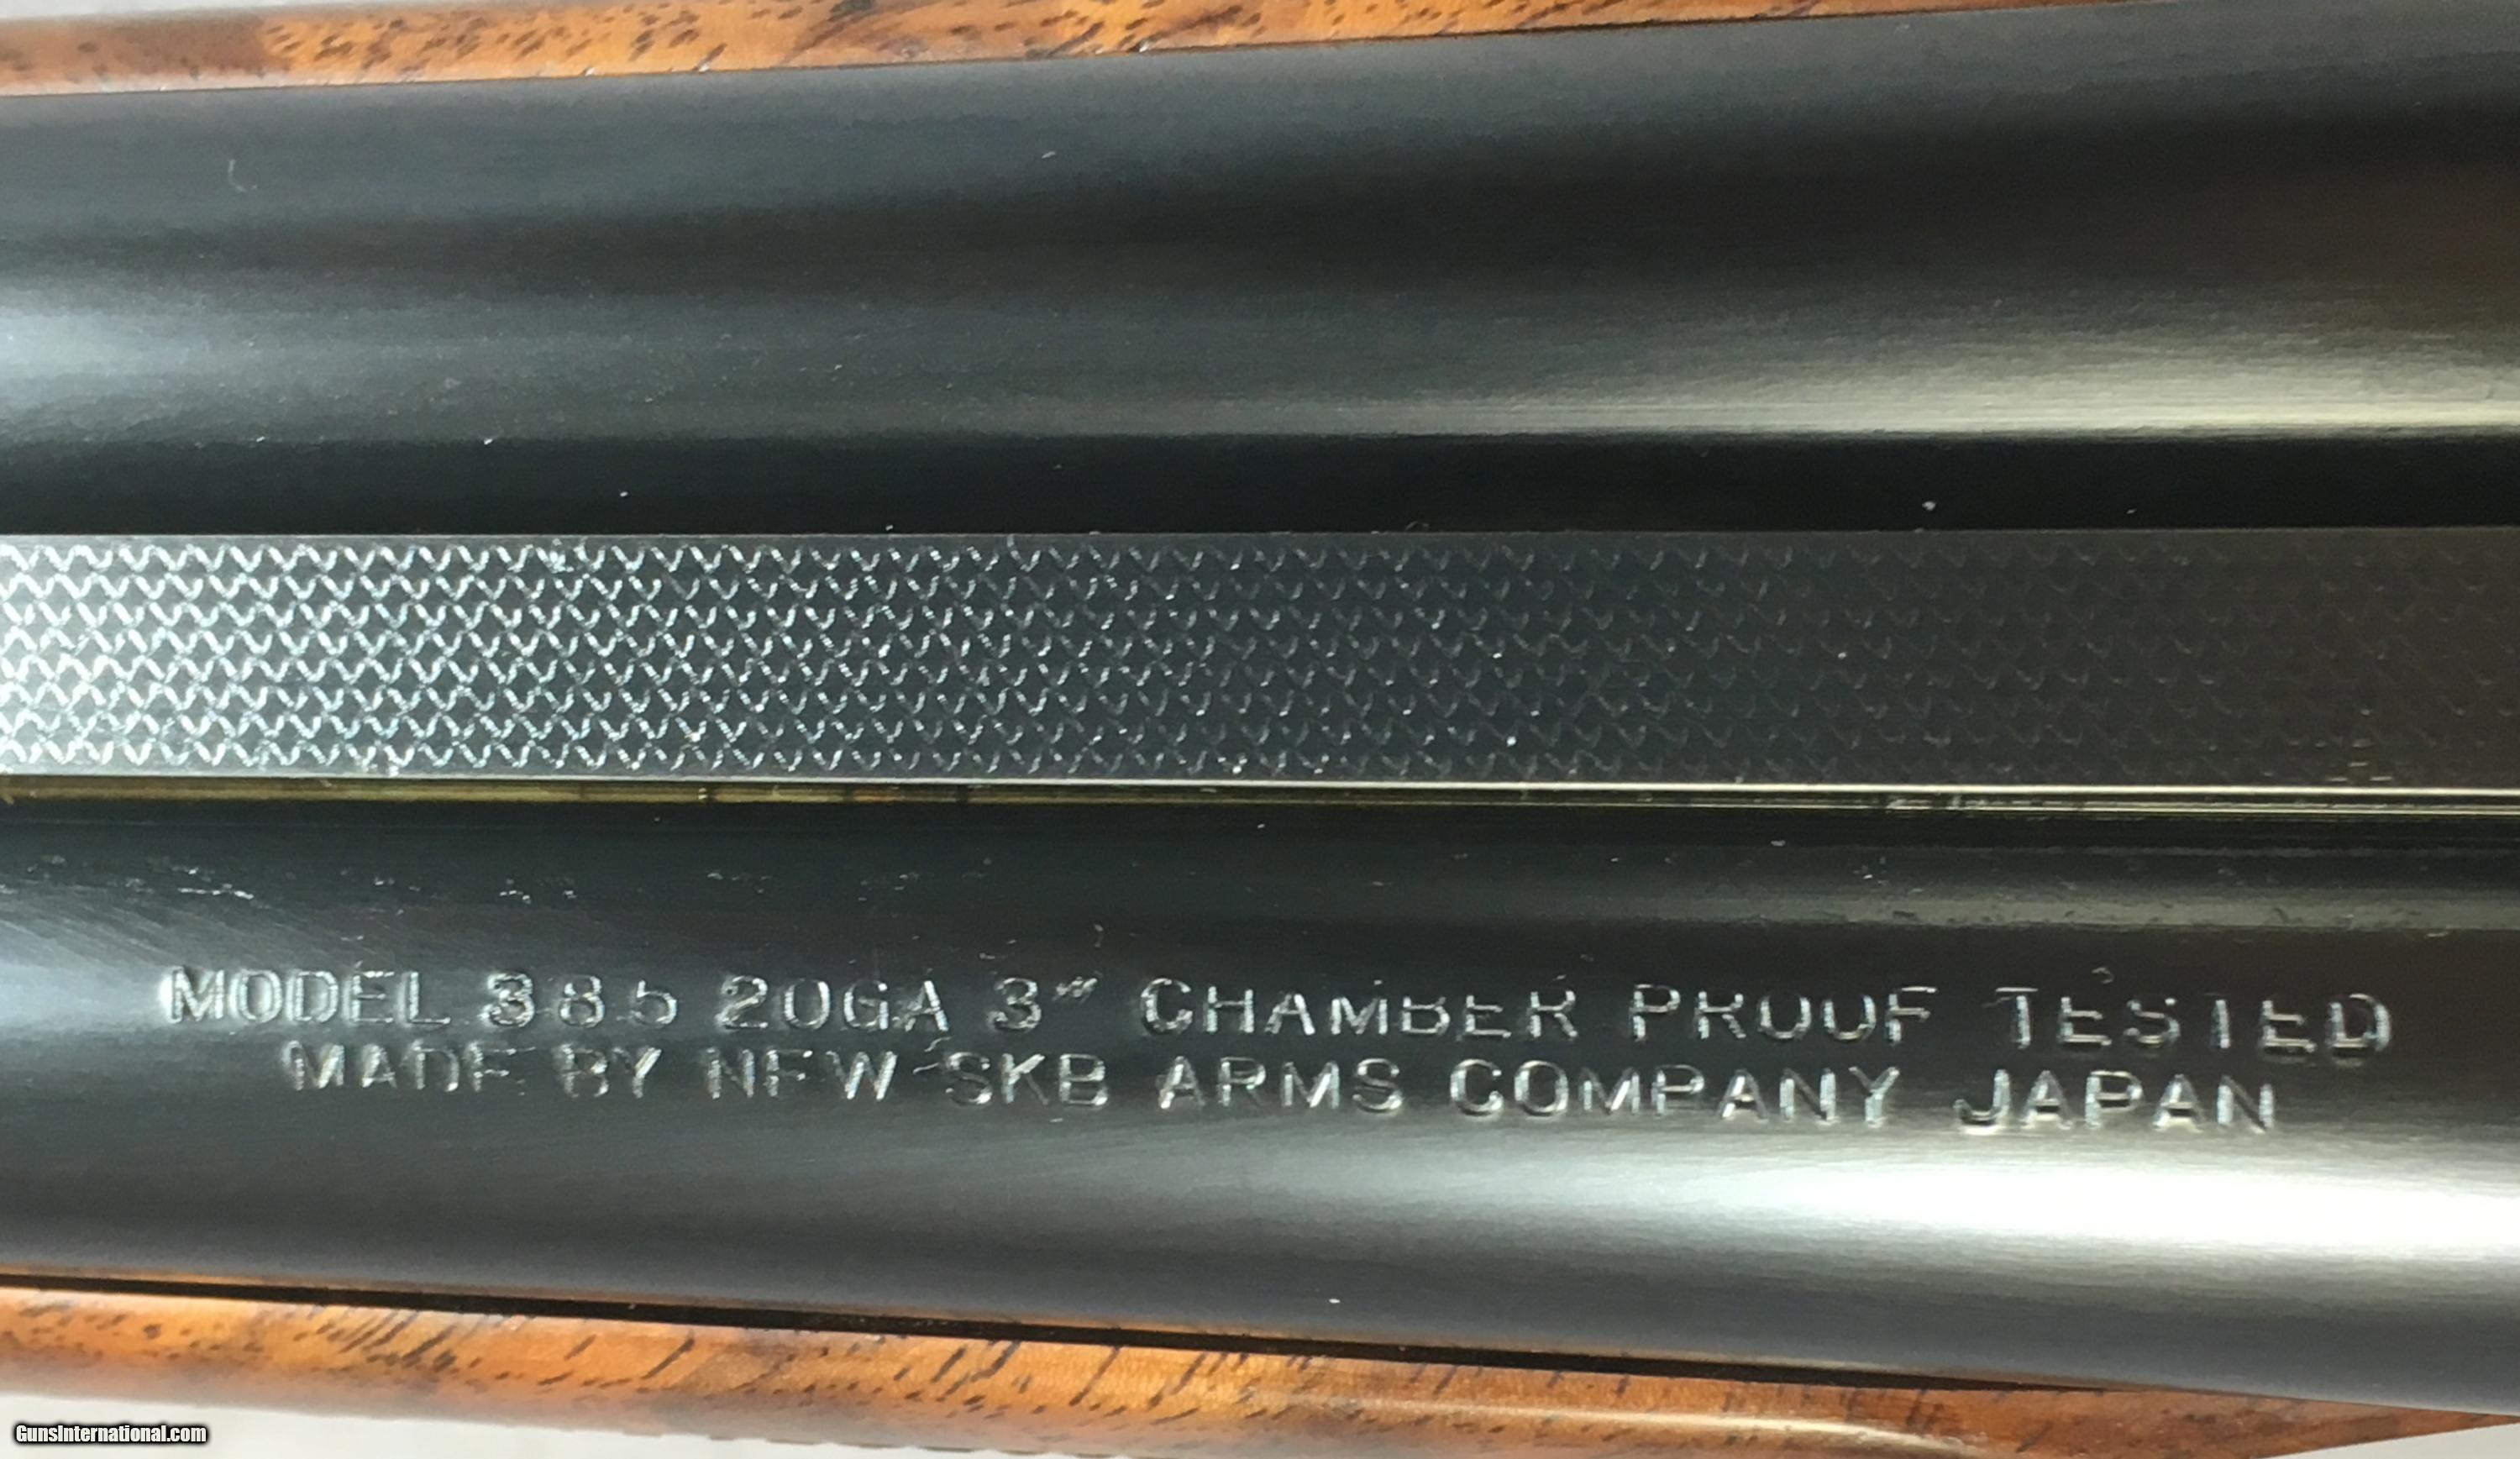 MODEL 385 20GA 3" CHAMBER PROOF TESTED
MADE BY NEW SKB ARMS COMPANY JAPAN
GunsInternational.com